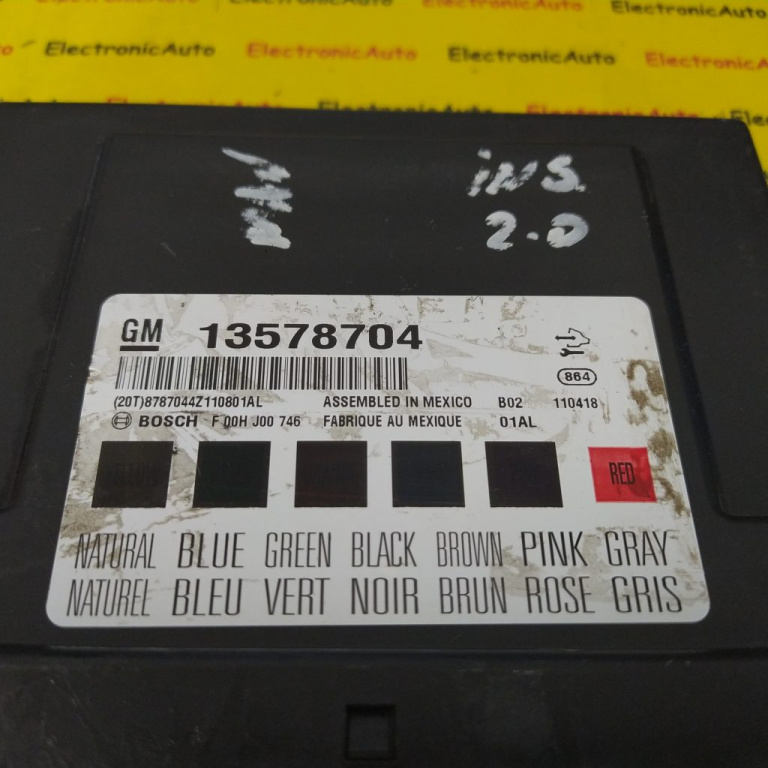 ElectronicAuto ElectronicAuto
ElectronicAuto ElectronicAuto ElectronicAuto ElectronicA
ins.
2.0
GM 13578704
864
(20T)8787044Z110801AL ASSEMBLED IN MEXICO B02 110418
BOSCH F 00H J00 746 FABRIQUE AU MEXIQUE 01AL
RED
NATURAL BLUE GREEN BLACK BROWN PINK GRAY
NATUREL BLEU VERT NOIR BRUN ROSE GRIS